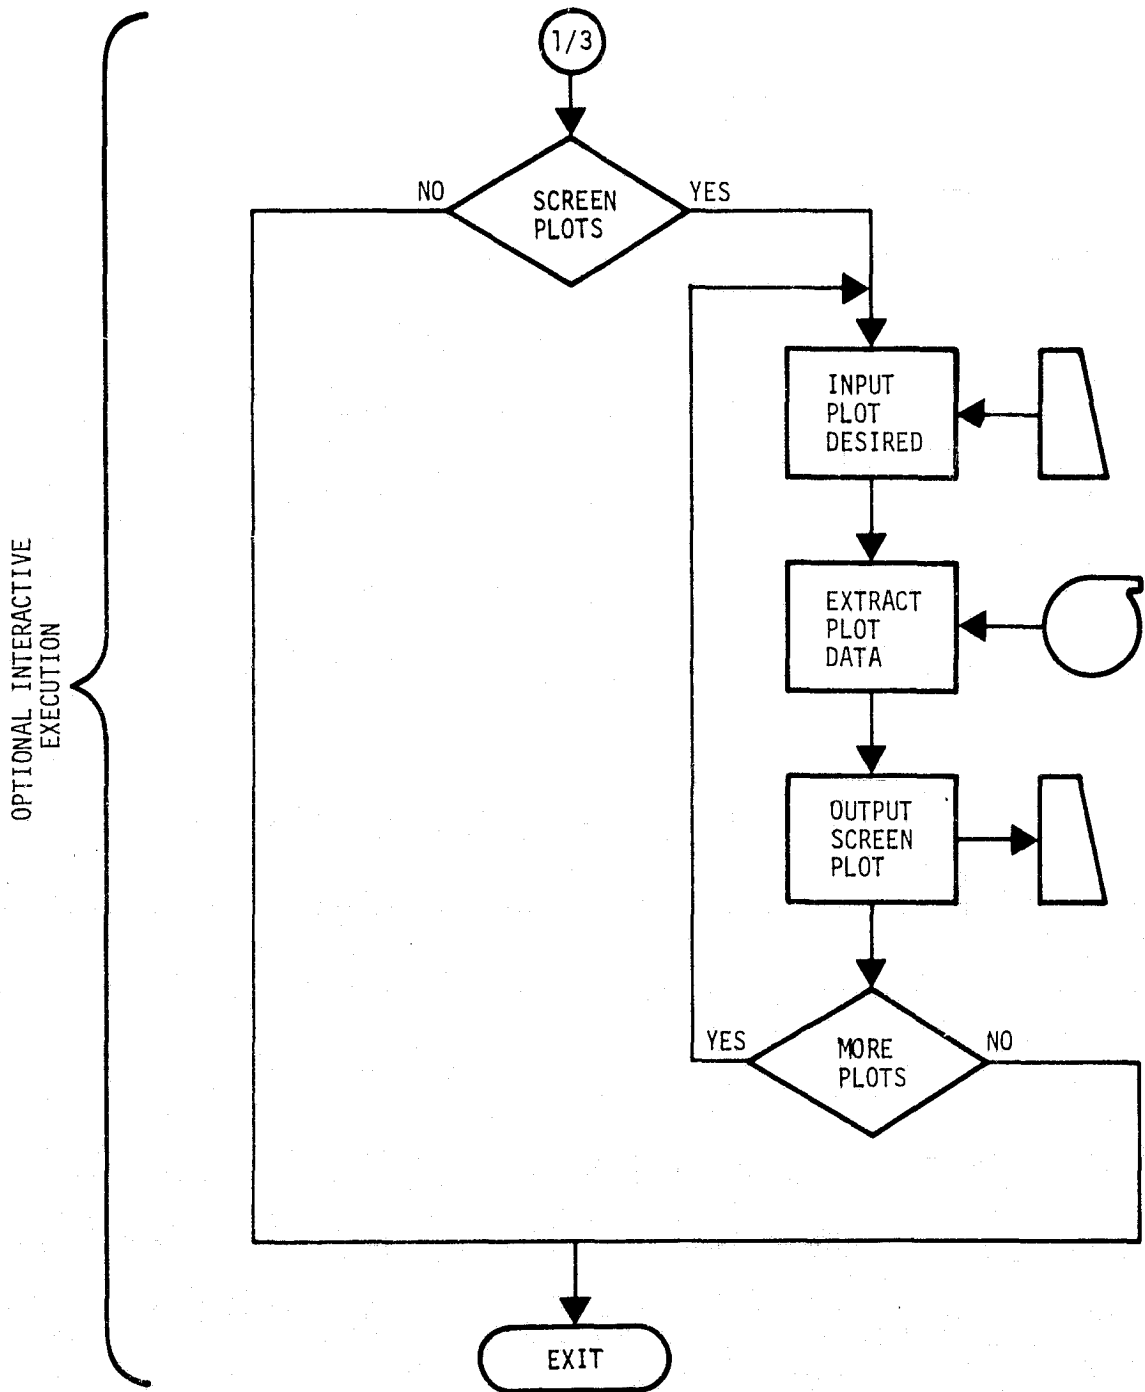 1/3
NO
YES
SCREEN
PLOTS
INPUT
PLOT
DESIRED
EXTRACT
PLOT
DATA
OUTPUT
SCREEN
PLOT
YES
NO
MORE
PLOTS
EXIT
OPTIONAL INTERACTIVE
EXECUTION